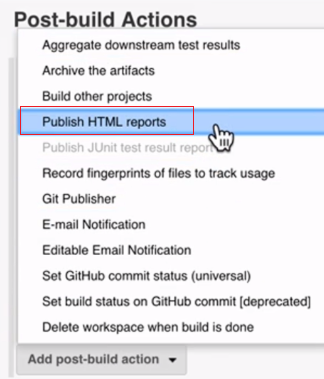 Post-build Actions
Aggregate downstream test results
Archive the artifacts
Build other projects
Publish HTML reports
Publish JUnit test result report
Record fingerprints of files to track usage
Git Publisher
E-mail Notification
Editable Email Notification
Set GitHub commit status (universal)
Set build status on GitHub commit [deprecated]
Delete workspace when build is done
Add post-build action